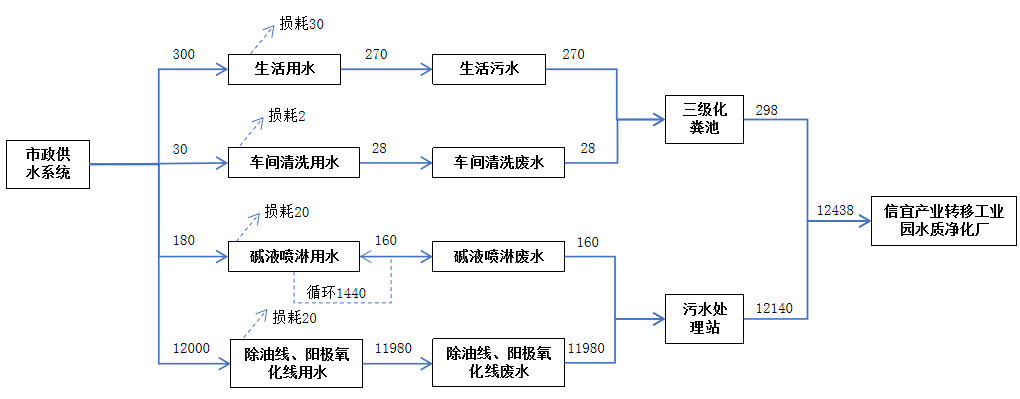 损耗30
300
生活用水
270
生活污水
270
损耗2
三级化
粪池
298
市政供
水系统
30
车间清洗用水
28
车间清洗废水
28
损耗20
180
碱液喷淋用水
160
碱液喷淋废水
160
12438
信宜产业转移工业
园水质净化厂
循环1440
损耗20
污水处
理站
12140
12000
除油线、阳极氧
化线用水
11980
除油线、阳极氧
化线废水
11980